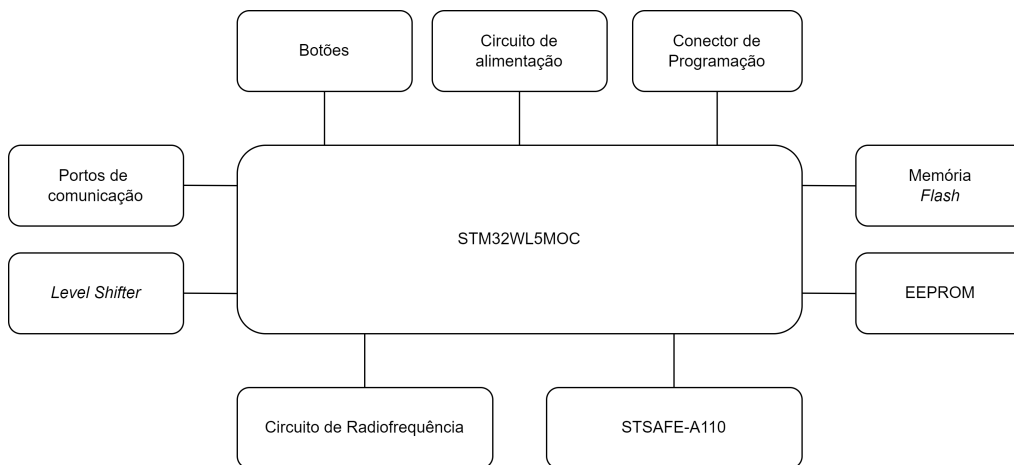 Botões
Circuito de
alimentação
Conector de
Programação
Portos de
comunicação
Memória
Flash
STM32WL5MOC
Level Shifter
EEPROM
Circuito de Radiofrequência
STSAFE-A110